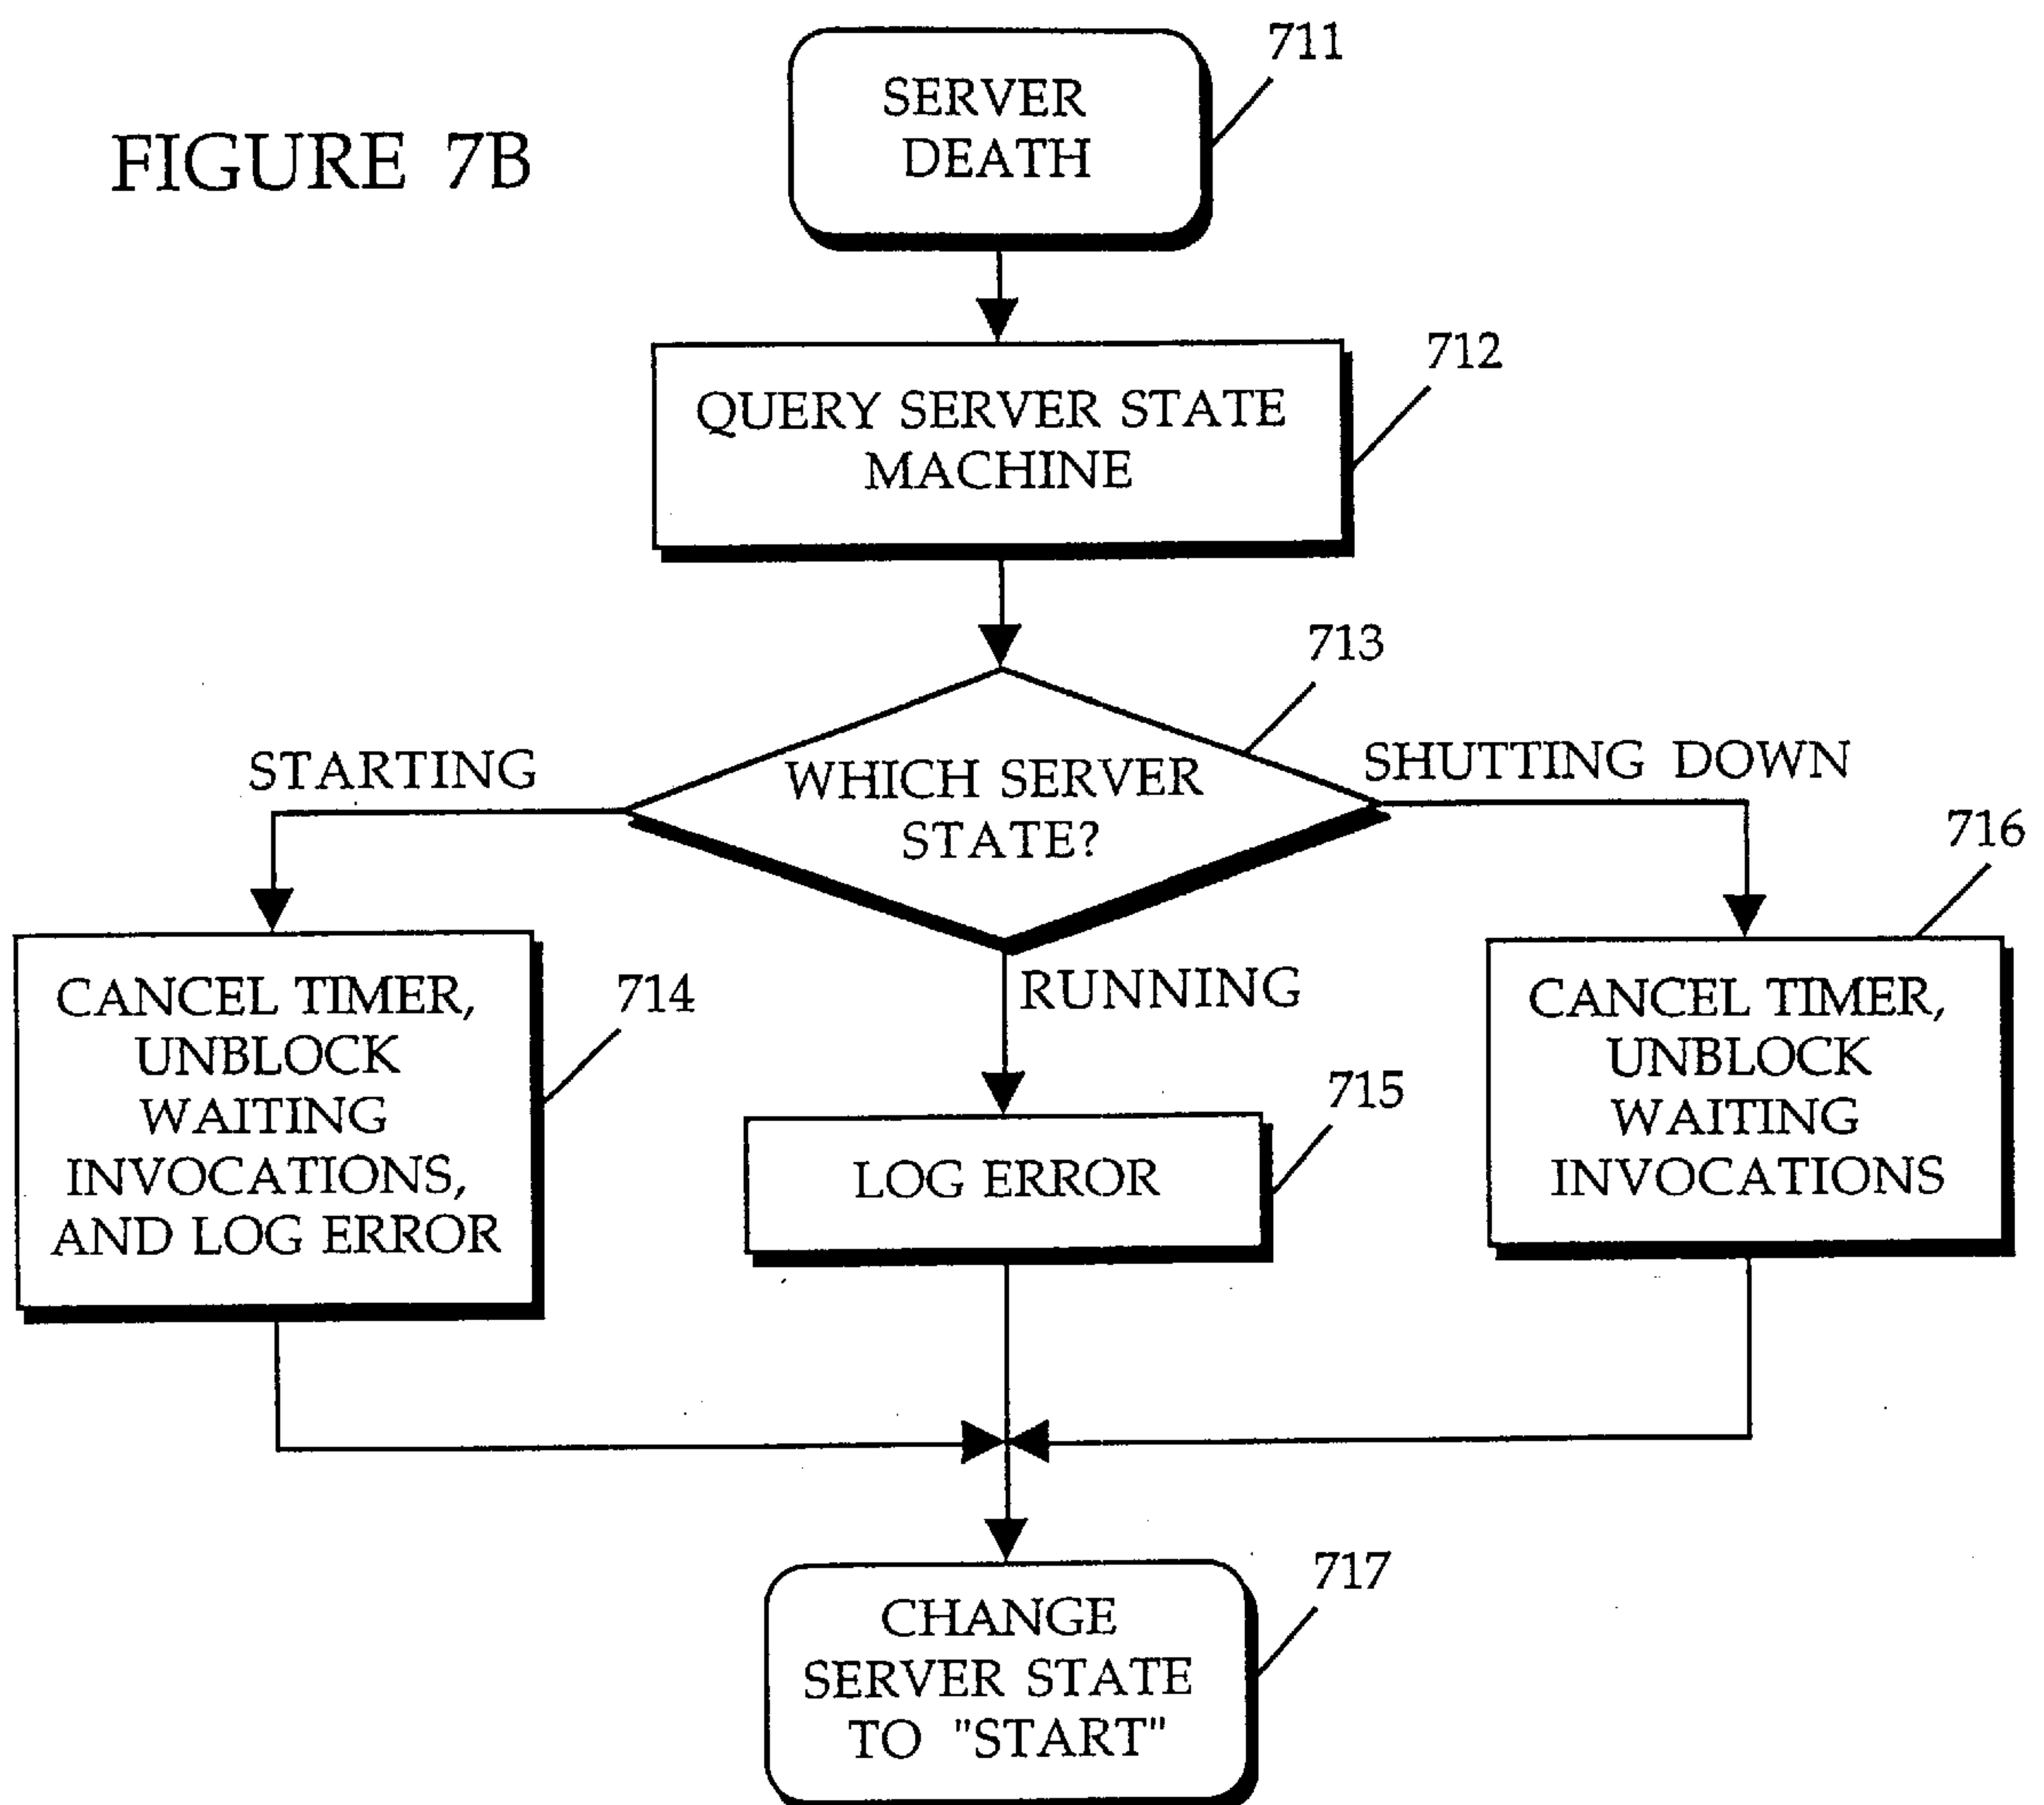 FIGURE 7B
711
SERVER
DEATH
712
QUERY SERVER STATE
MACHINE
713
STARTING
WHICH SERVER
STATE?
SHUTTING DOWN
RUNNING
714
CANCEL TIMER,
UNBLOCK
WAITING
INVOCATIONS,
AND LOG ERROR
715
LOG ERROR
716
CANCEL TIMER,
UNBLOCK
WAITING
INVOCATIONS
717
CHANGE
SERVER STATE
TO "START"